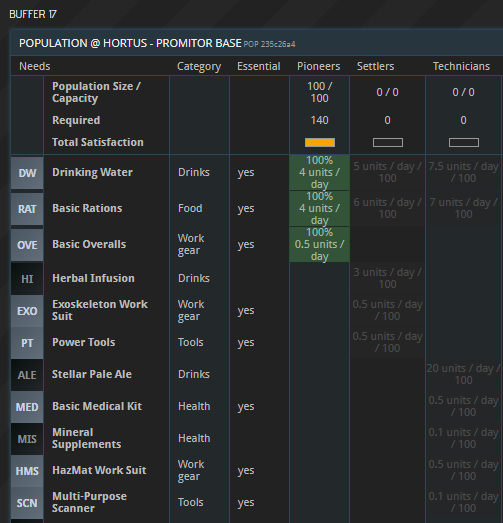 BUFFER 17
POPULATION @ HORTUS - PROMITOR BASE POP 235c26a4
Needs Category Essential Pioneers Settlers Technicians
Population Size / Capacity 100 / 100 0 / 0 0 / 0
Required 140 0 0
Total Satisfaction
DW Drinking Water Drinks yes 100% 4 units / day 5 units / day / 100 7.5 units / day / 100
RAT Basic Rations Food yes 100% 4 units / day 6 units / day / 100 7 units / day / 100
OVE Basic Overalls Work gear yes 100% 0.5 units / day
HI Herbal Infusion Drinks 3 units / day / 100
EXO Exoskeleton Work Suit Work gear yes 0.5 units / day / 100
PT Power Tools Tools yes 0.5 units / day / 100
ALE Stellar Pale Ale Drinks 20 units / day / 100
MED Basic Medical Kit Health yes 0.5 units / day / 100
MIS Mineral Supplements Health 0.1 units / day / 100
HMS HazMat Work Suit Work gear yes 0.5 units / day / 100
SCN Multi-Purpose Scanner Tools yes 0.1 units / day / 100